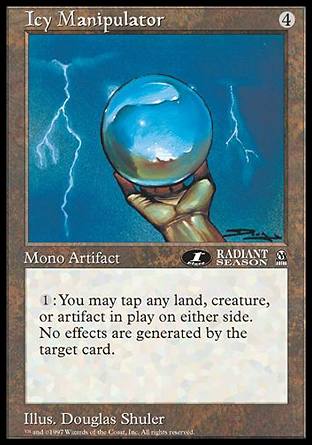 Icy Manipulator 4
Mono Artifact
RADIANT
SEASON
1: You may tap any land, creature,
or artifact in play on either side.
No effects are generated by the
target card.
Illus. Douglas Shuler
™ and ©1997 Wizards of the Coast, Inc. All rights reserved.